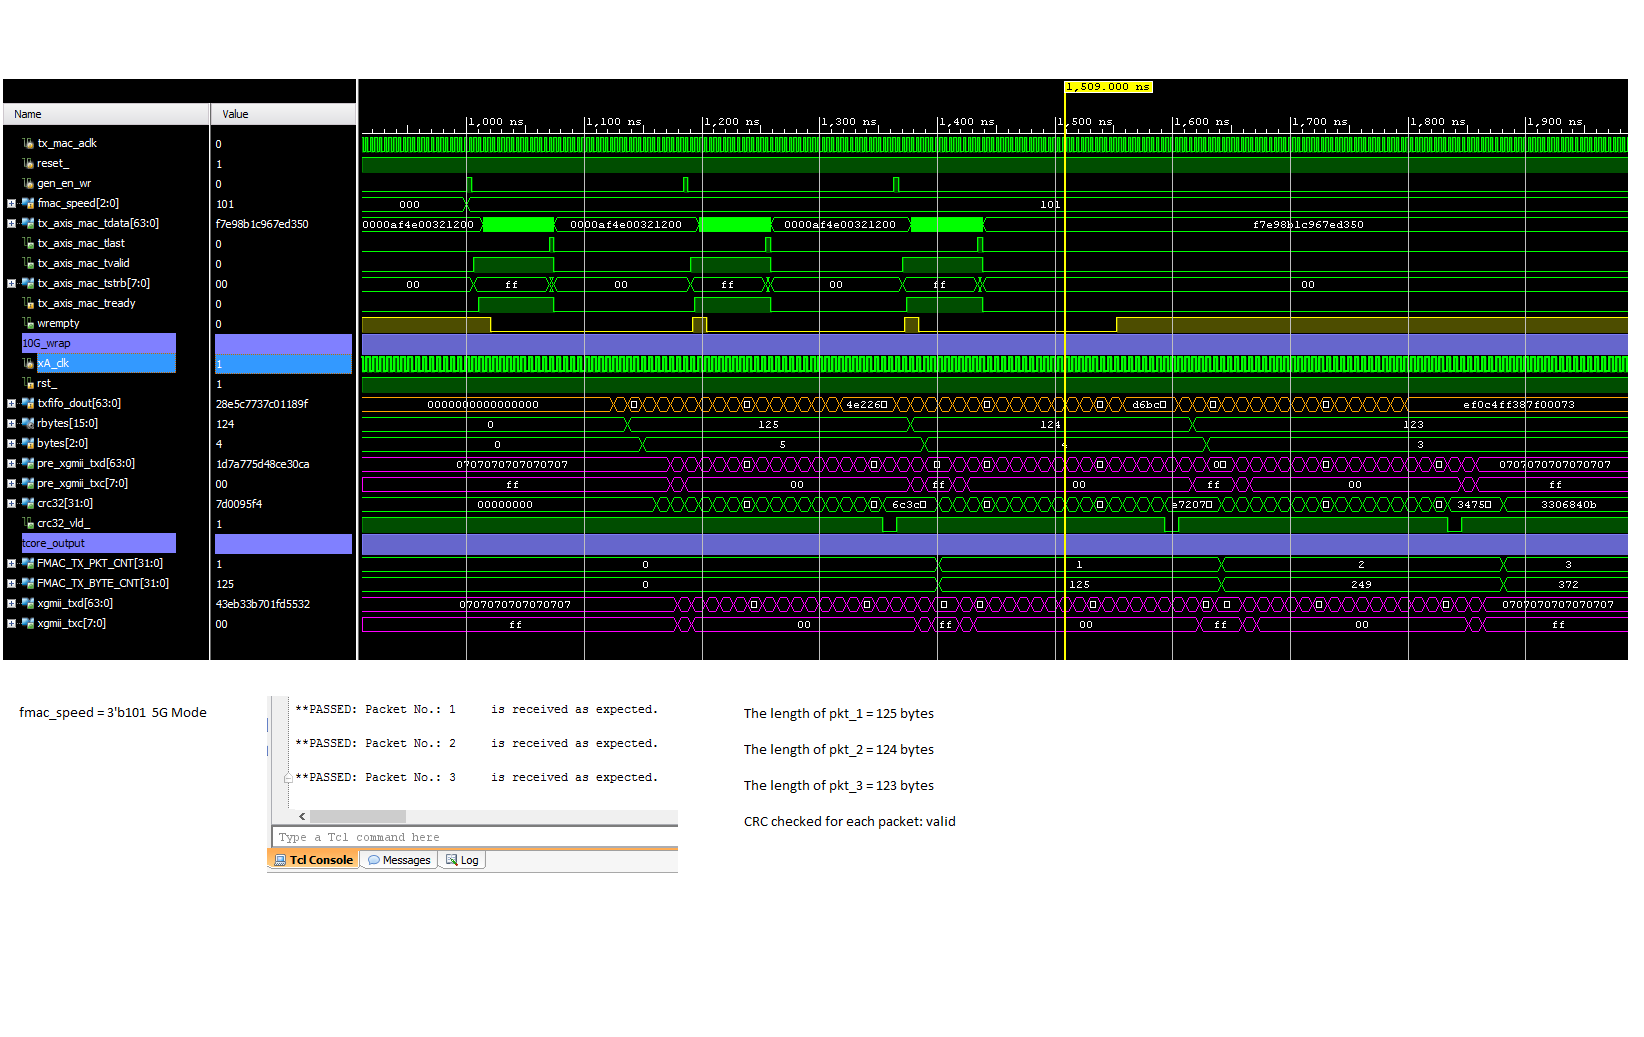 1,509.000 ns
Name Value
1,000 ns 1,100 ns 1,200 ns 1,300 ns 1,400 ns 1,500 ns 1,600 ns 1,700 ns 1,800 ns 1,900 ns
tx_mac_aclk 0
reset_ 1
gen_en_wr 0
fmac_speed[2:0] 101 000 101
tx_axis_mac_tdata[63:0] f7e98b1c967ed350 0000af4e00321200 0000af4e00321200 0000af4e00321200 f7e98b1c967ed350
tx_axis_mac_tlast 0
tx_axis_mac_tvalid 0
tx_axis_mac_tstrb[7:0] 00 00 ff 00 ff 00 ff 00
tx_axis_mac_tready 0
wrempty 0
10G_wrap
xA_clk 1
rst_ 1
txfifo_dout[63:0] 28e5c7737c01189f 0000000000000000 4e226 d6bc ef0c4ff387f00073
rbytes[15:0] 124 0 125 124 123
bytes[2:0] 4 0 5 4 3
pre_xgmii_txd[63:0] 1d7a775d48ce30ca 0707070707070707 0 0707070707070707
pre_xgmii_txc[7:0] 00 ff 00 ff 00 ff 00 ff
crc32[31:0] 7d0095f4 00000000 6c3c e7207 3475 3306840b
crc32_vld_ 1
tcore_output
FMAC_TX_PKT_CNT[31:0] 1 0 1 2 3
FMAC_TX_BYTE_CNT[31:0] 125 0 125 249 372
xgmii_txd[63:0] 43eb33b701fd5532 0707070707070707 0707070707070707
xgmii_txc[7:0] 00 ff 00 ff 00 ff 00 ff
fmac_speed = 3'b101 5G Mode
**PASSED: Packet No.: 1 is received as expected.
**PASSED: Packet No.: 2 is received as expected.
**PASSED: Packet No.: 3 is received as expected.
Type a Tcl command here
Tcl Console Messages Log
The length of pkt_1 = 125 bytes
The length of pkt_2 = 124 bytes
The length of pkt_3 = 123 bytes
CRC checked for each packet: valid